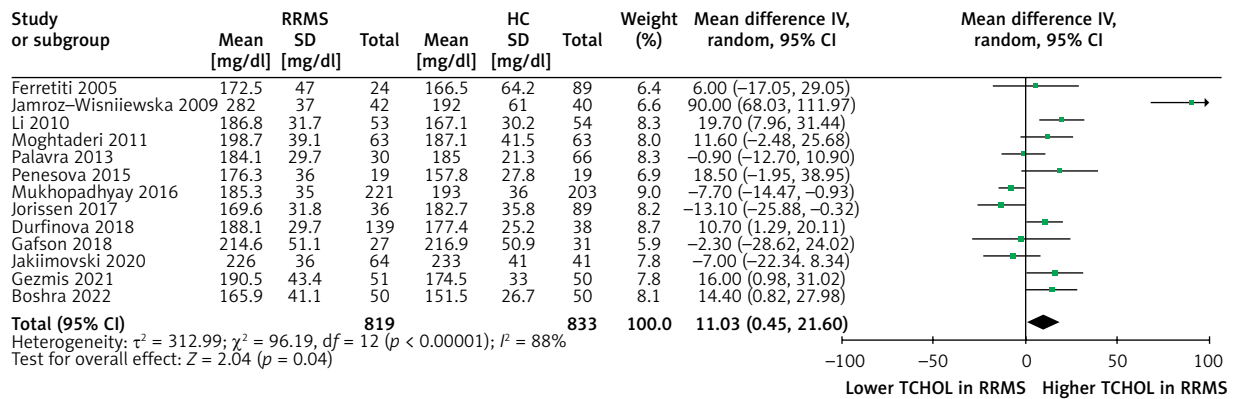 Study RRMS HC Weight Mean difference IV, Mean difference IV,
or subgroup Mean SD Total Mean SD Total (%) random, 95% CI random, 95% CI
[mg/dl] [mg/dl] [mg/dl] [mg/dl]
Ferretiti 2005 172.5 47 24 166.5 64.2 89 6.4 6.00 (−17.05, 29.05)
Jamroz–Wisniiewska 2009 282 37 42 192 61 40 6.6 90.00 (68.03, 111.97)
Li 2010 186.8 31.7 53 167.1 30.2 54 8.3 19.70 (7.96, 31.44)
Moghtaderi 2011 198.7 39.1 63 187.1 41.5 63 8.0 11.60 (−2.48, 25.68)
Palavra 2013 184.1 29.7 30 185 21.3 66 8.3 −0.90 (−12.70, 10.90)
Penesova 2015 176.3 36 19 157.8 27.8 19 6.9 18.50 (−1.95, 38.95)
Mukhopadhyay 2016 185.3 35 221 193 36 203 9.0 −7.70 (−14.47, −0.93)
Jorissen 2017 169.6 31.8 36 182.7 35.8 89 8.2 −13.10 (−25.88, −0.32)
Durfinova 2018 188.1 29.7 139 177.4 25.2 38 8.7 10.70 (1.29, 20.11)
Gafson 2018 214.6 51.1 27 216.9 50.9 31 5.9 −2.30 (−28.62, 24.02)
Jakiimovski 2020 226 36 64 233 41 41 7.8 −7.00 (−22.34. 8.34)
Gezmis 2021 190.5 43.4 51 174.5 33 50 7.8 16.00 (0.98, 31.02)
Boshra 2022 165.9 41.1 50 151.5 26.7 50 8.1 14.40 (0.82, 27.98)
Total (95% CI) 819 833 100.0 11.03 (0.45, 21.60)
Heterogeneity: τ² = 312.99; χ² = 96.19, df = 12 (p < 0.00001); I² = 88%
Test for overall effect: Z = 2.04 (p = 0.04)
−100 −50 0 50 100
Lower TCHOL in RRMS Higher TCHOL in RRMS